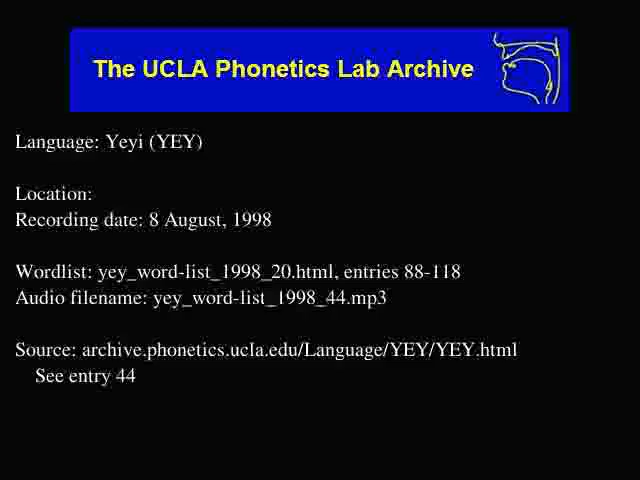 The UCLA Phonetics Lab Archive
Language: Yeyi (YEY)
Location:
Recording date: 8 August, 1998
Wordlist: yey_word-list_1998_20.html, entries 88-118
Audio filename: yey_word-list_1998_44.mp3
Source: archive.phonetics.ucla.edu/Language/YEY/YEY.html
See entry 44